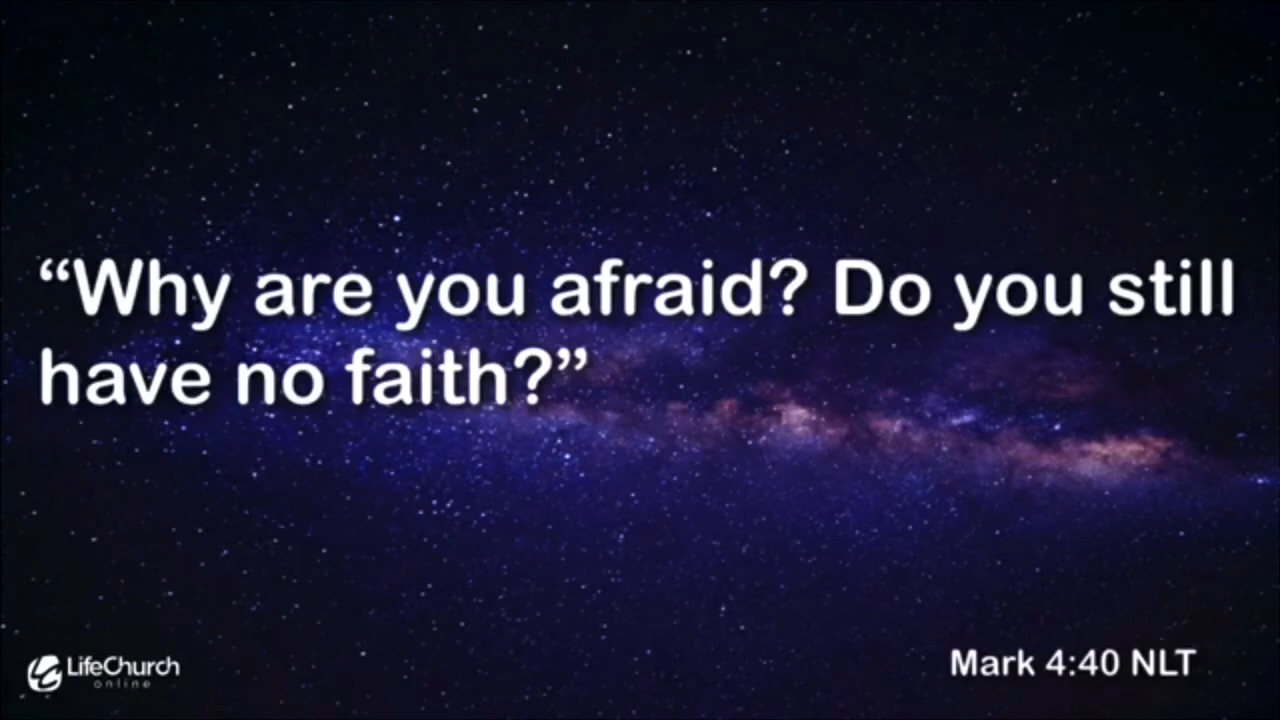 “Why are you afraid? Do you still
have no faith?”
LifeChurch
online
Mark 4:40 NLT